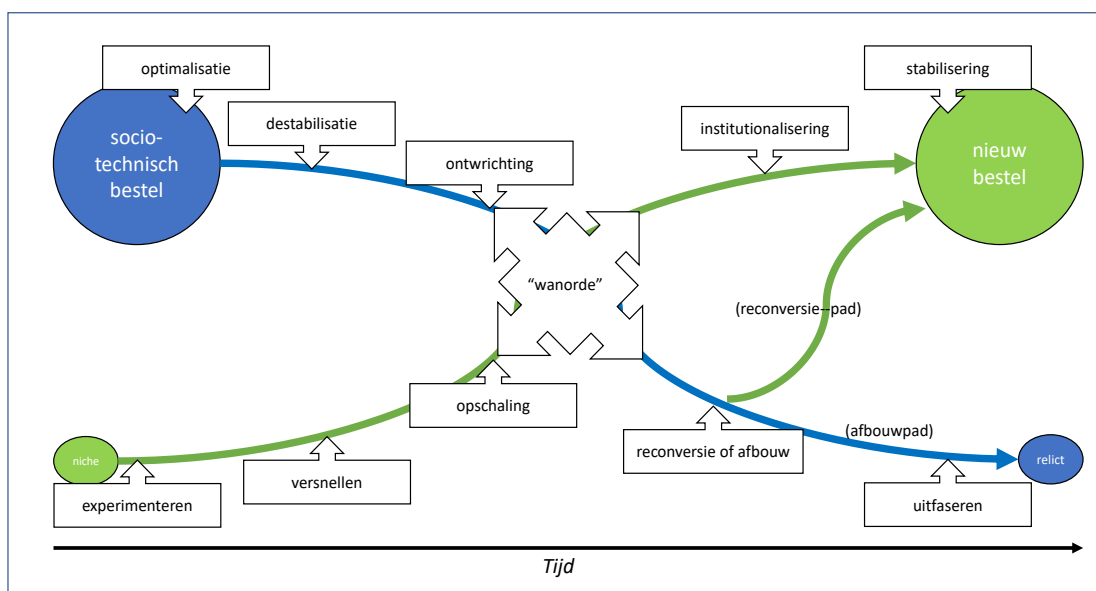 optimalisatie
stabilisering
destabilisatie
institutionalisering
socio-
technisch
bestel
nieuw
bestel
ontwrichting
“wanorde”
(reconversie--pad)
opschaling
(afbouwpad)
reconversie of afbouw
niche
relict
versnellen
experimenteren
uitfaseren
Tijd